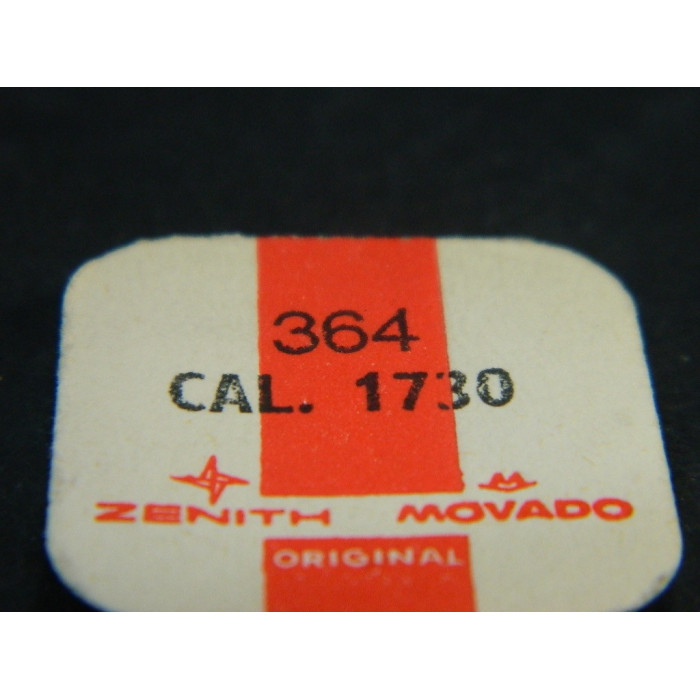 364
CAL. 1730
ZENITH MOVADO
ORIGINAL